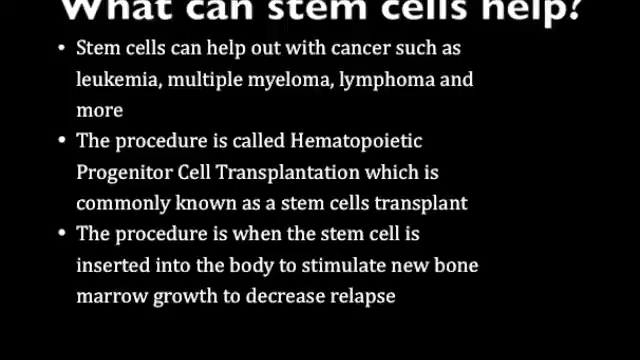 What can stem cells help?
• Stem cells can help out with cancer such as
leukemia, multiple myeloma, lymphoma and
more
• The procedure is called Hematopoietic
Progenitor Cell Transplantation which is
commonly known as a stem cells transplant
• The procedure is when the stem cell is
inserted into the body to stimulate new bone
marrow growth to decrease relapse